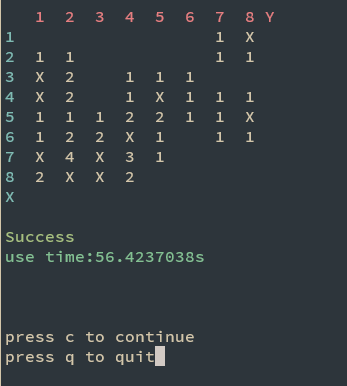 1 2 3 4 5 6 7 8 Y
1 1 X
2 1 1 1 1
3 X 2 1 1 1
4 X 2 1 X 1 1 1
5 1 1 1 2 2 1 1 X
6 1 2 2 X 1 1 1
7 X 4 X 3 1
8 2 X X 2
X
Success
use time:56.4237038s
press c to continue
press q to quit